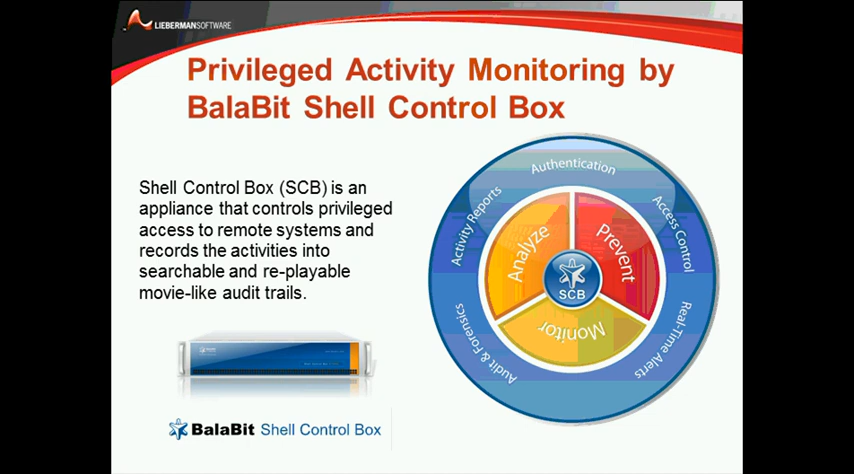 LIEBERMANSOFTWARE
Privileged Activity Monitoring by
BalaBit Shell Control Box
Shell Control Box (SCB) is an
appliance that controls privileged
access to remote systems and
records the activities into
searchable and re-playable
movie-like audit trails.
Authentication
Activity Reports
Access Control
Analyze
Prevent
SCB
Monitor
Audit & Forensics
Real-Time Alerts
BalaBit Shell Control Box